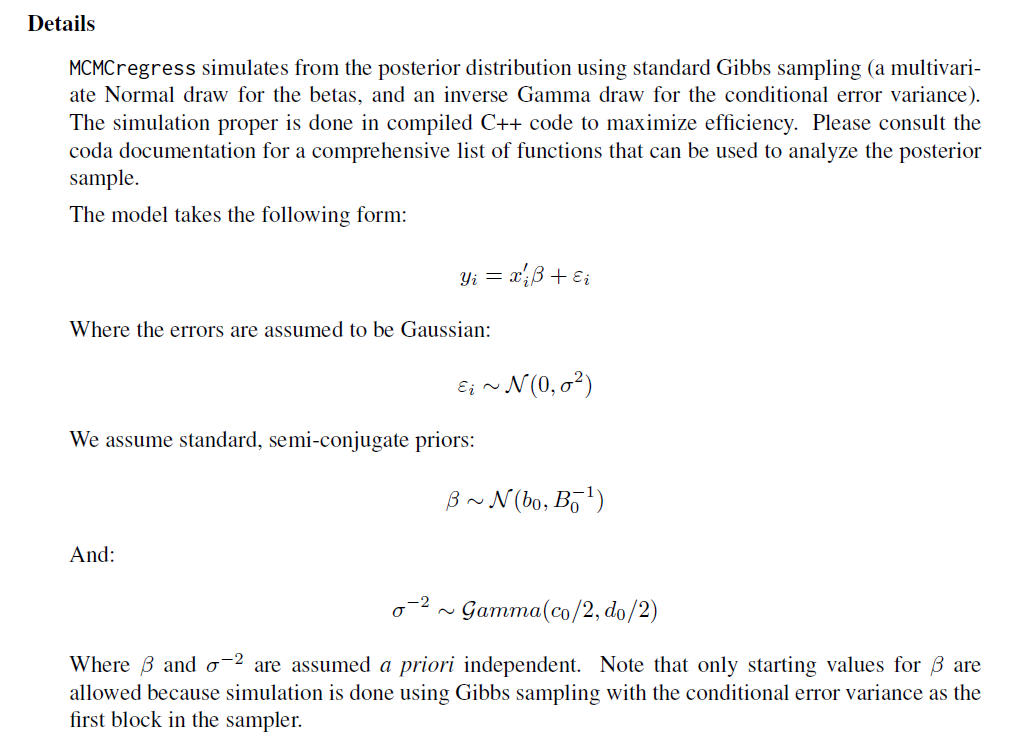 Details
MCMCregress simulates from the posterior distribution using standard Gibbs sampling (a multivari-
ate Normal draw for the betas, and an inverse Gamma draw for the conditional error variance).
The simulation proper is done in compiled C++ code to maximize efficiency. Please consult the
coda documentation for a comprehensive list of functions that can be used to analyze the posterior
sample.
The model takes the following form:
$y_i = x_i'\beta + \varepsilon_i$
Where the errors are assumed to be Gaussian:
$\varepsilon_i \sim \mathcal{N}(0, \sigma^2)$
We assume standard, semi-conjugate priors:
$\beta \sim \mathcal{N}(b_0, B_0^{-1})$
And:
$\sigma^{-2} \sim \mathcal{G}amma(c_0/2, d_0/2)$
Where $\beta$ and $\sigma^{-2}$ are assumed a priori independent. Note that only starting values for $\beta$ are
allowed because simulation is done using Gibbs sampling with the conditional error variance as the
first block in the sampler.